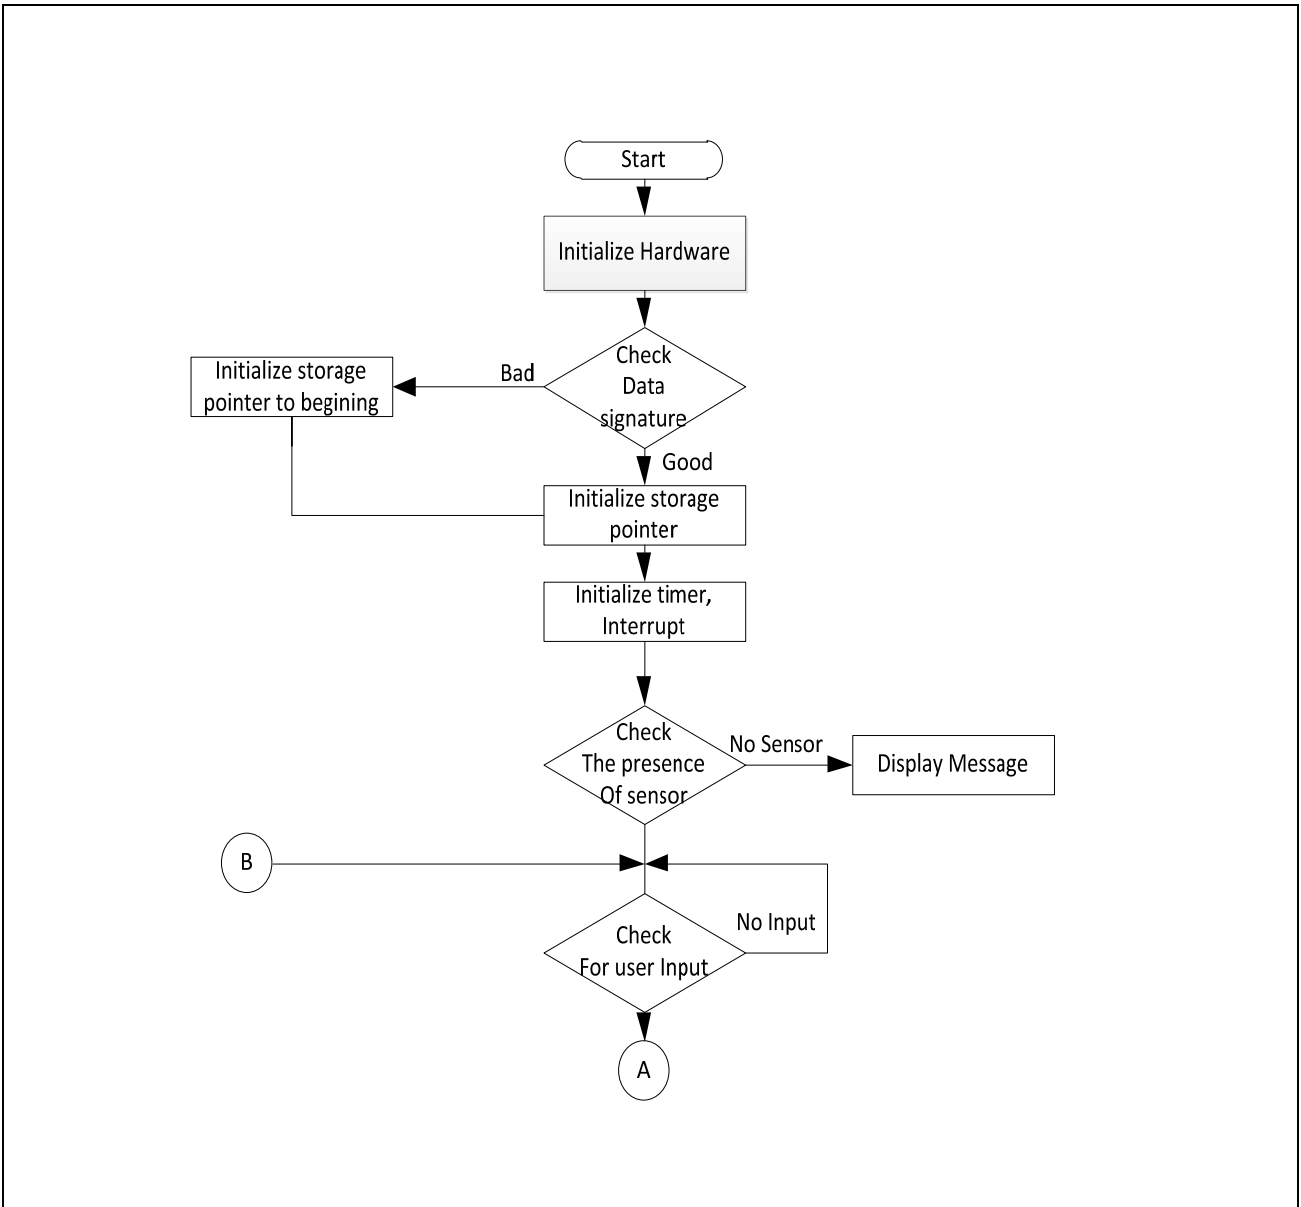 Start
Initialize Hardware
Check
Data
signature
Bad
Initialize storage
pointer to begining
Good
Initialize storage
pointer
Initialize timer,
Interrupt
Check
The presence
Of sensor
No Sensor
Display Message
B
No Input
Check
For user Input
A